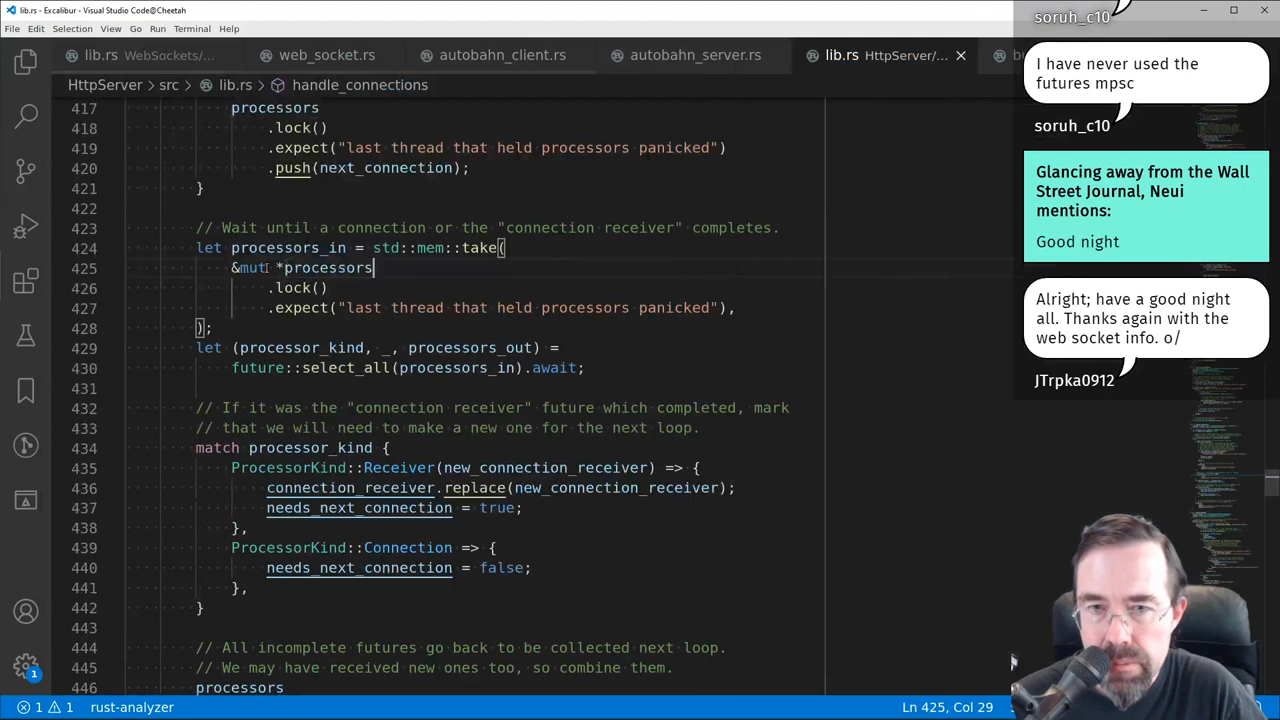 lib.rs - Excalibur - Visual Studio Code@Cheetah
File Edit Selection View Go Run Terminal Help
lib.rs WebSockets/... web_socket.rs autobahn_client.rs autobahn_server.rs lib.rs HttpServer/...
HttpServer > src > lib.rs > handle_connections
417 processors
418 .lock()
419 .expect("last thread that held processors panicked")
420 .push(next_connection);
421 }
422
423 // Wait until a connection or the "connection receiver" completes.
424 let processors_in = std::mem::take(
425 &mut *processors
426 .lock()
427 .expect("last thread that held processors panicked"),
428 );
429 let (processor_kind, _, processors_out) =
430 future::select_all(processors_in).await;
431
432 // If it was the "connection receiver" future which completed, mark
433 // that we will need to make a new one for the next loop.
434 match processor_kind {
435 ProcessorKind::Receiver(new_connection_receiver) => {
436 connection_receiver.replace(new_connection_receiver);
437 needs_next_connection = true;
438 },
439 ProcessorKind::Connection => {
440 needs_next_connection = false;
441 },
442 }
443
444 // All incomplete futures go back to be collected next loop.
445 // We may have received new ones too, so combine them.
446 processors
soruh_c10
I have never used the
futures mpsc
soruh_c10
Glancing away from the Wall
Street Journal, Neui
mentions:
Good night
Alright; have a good night
all. Thanks again with the
web socket info. o/
JTrpka0912
1
1 1 rust-analyzer Ln 425, Col 29